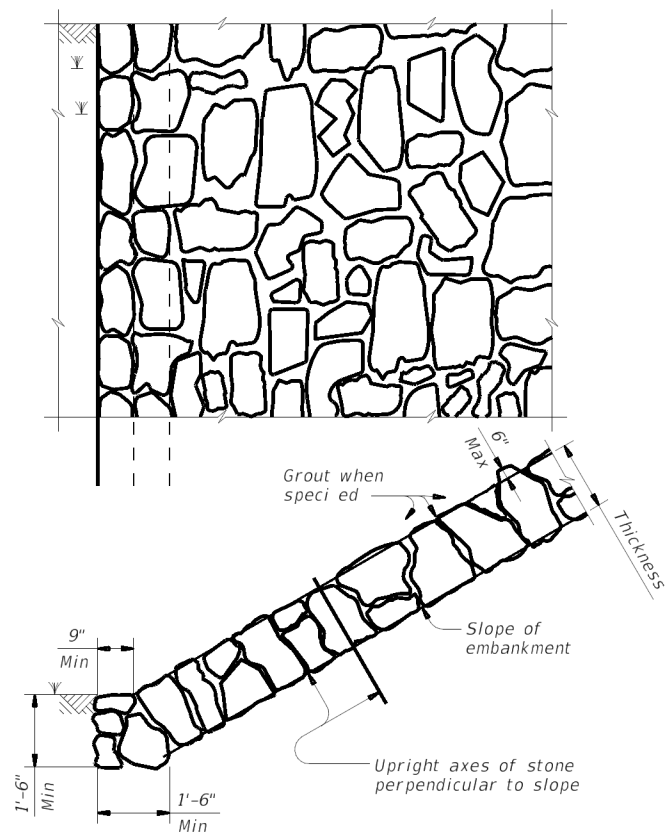 6"
Max
Grout when
speci ed
Thickness
9"
Min
Slope of
embankment
1'-6"
Min
Upright axes of stone
perpendicular to slope
1'-6"
Min